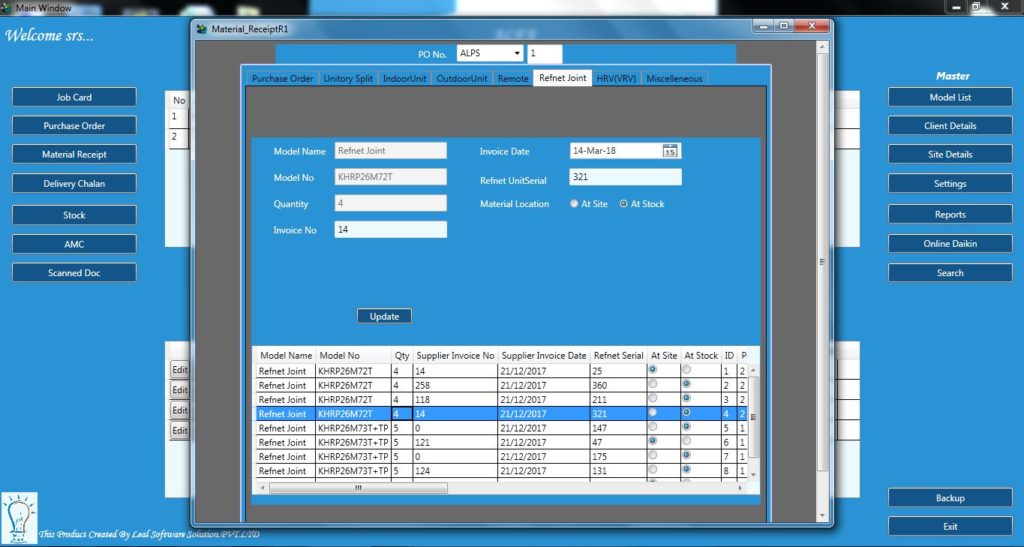 Main Window
Welcome srs...
Job Card
Purchase Order
Material Receipt
Delivery Chalan
Stock
AMC
Scanned Doc
No
1
2
Edit
Edit
Edit
Edit
Material_ReceiptR1
PO No. ALPS 1
Purchase Order Unitory Split IndoorUnit OutdoorUnit Remote Refnet Joint HRV(VRV) Miscelleneous
Model Name Refnet Joint Invoice Date 14-Mar-18 15
Model No KHRP26M72T Refnet UnitSerial 321
Quantity 4 Material Location At Site At Stock
Invoice No 14
Update
Model Name Model No Qty Supplier Invoice No Supplier Invoice Date Refnet Serial At Site At Stock ID P
Refnet Joint KHRP26M72T 4 14 21/12/2017 25 1 2
Refnet Joint KHRP26M72T 4 258 21/12/2017 360 2 2
Refnet Joint KHRP26M72T 4 118 21/12/2017 211 3 2
Refnet Joint KHRP26M72T 4 14 21/12/2017 321 4 2
Refnet Joint KHRP26M73T+TP 5 0 21/12/2017 147 5 1
Refnet Joint KHRP26M73T+TP 5 121 21/12/2017 47 6 1
Refnet Joint KHRP26M73T+TP 5 0 21/12/2017 175 7 1
Refnet Joint KHRP26M73T+TP 5 124 21/12/2017 131 8 1
Master
Model List
Client Details
Site Details
Settings
Reports
Online Daikin
Search
Backup
Exit
This Product Created By Leal Software Solution.PVT.LTD